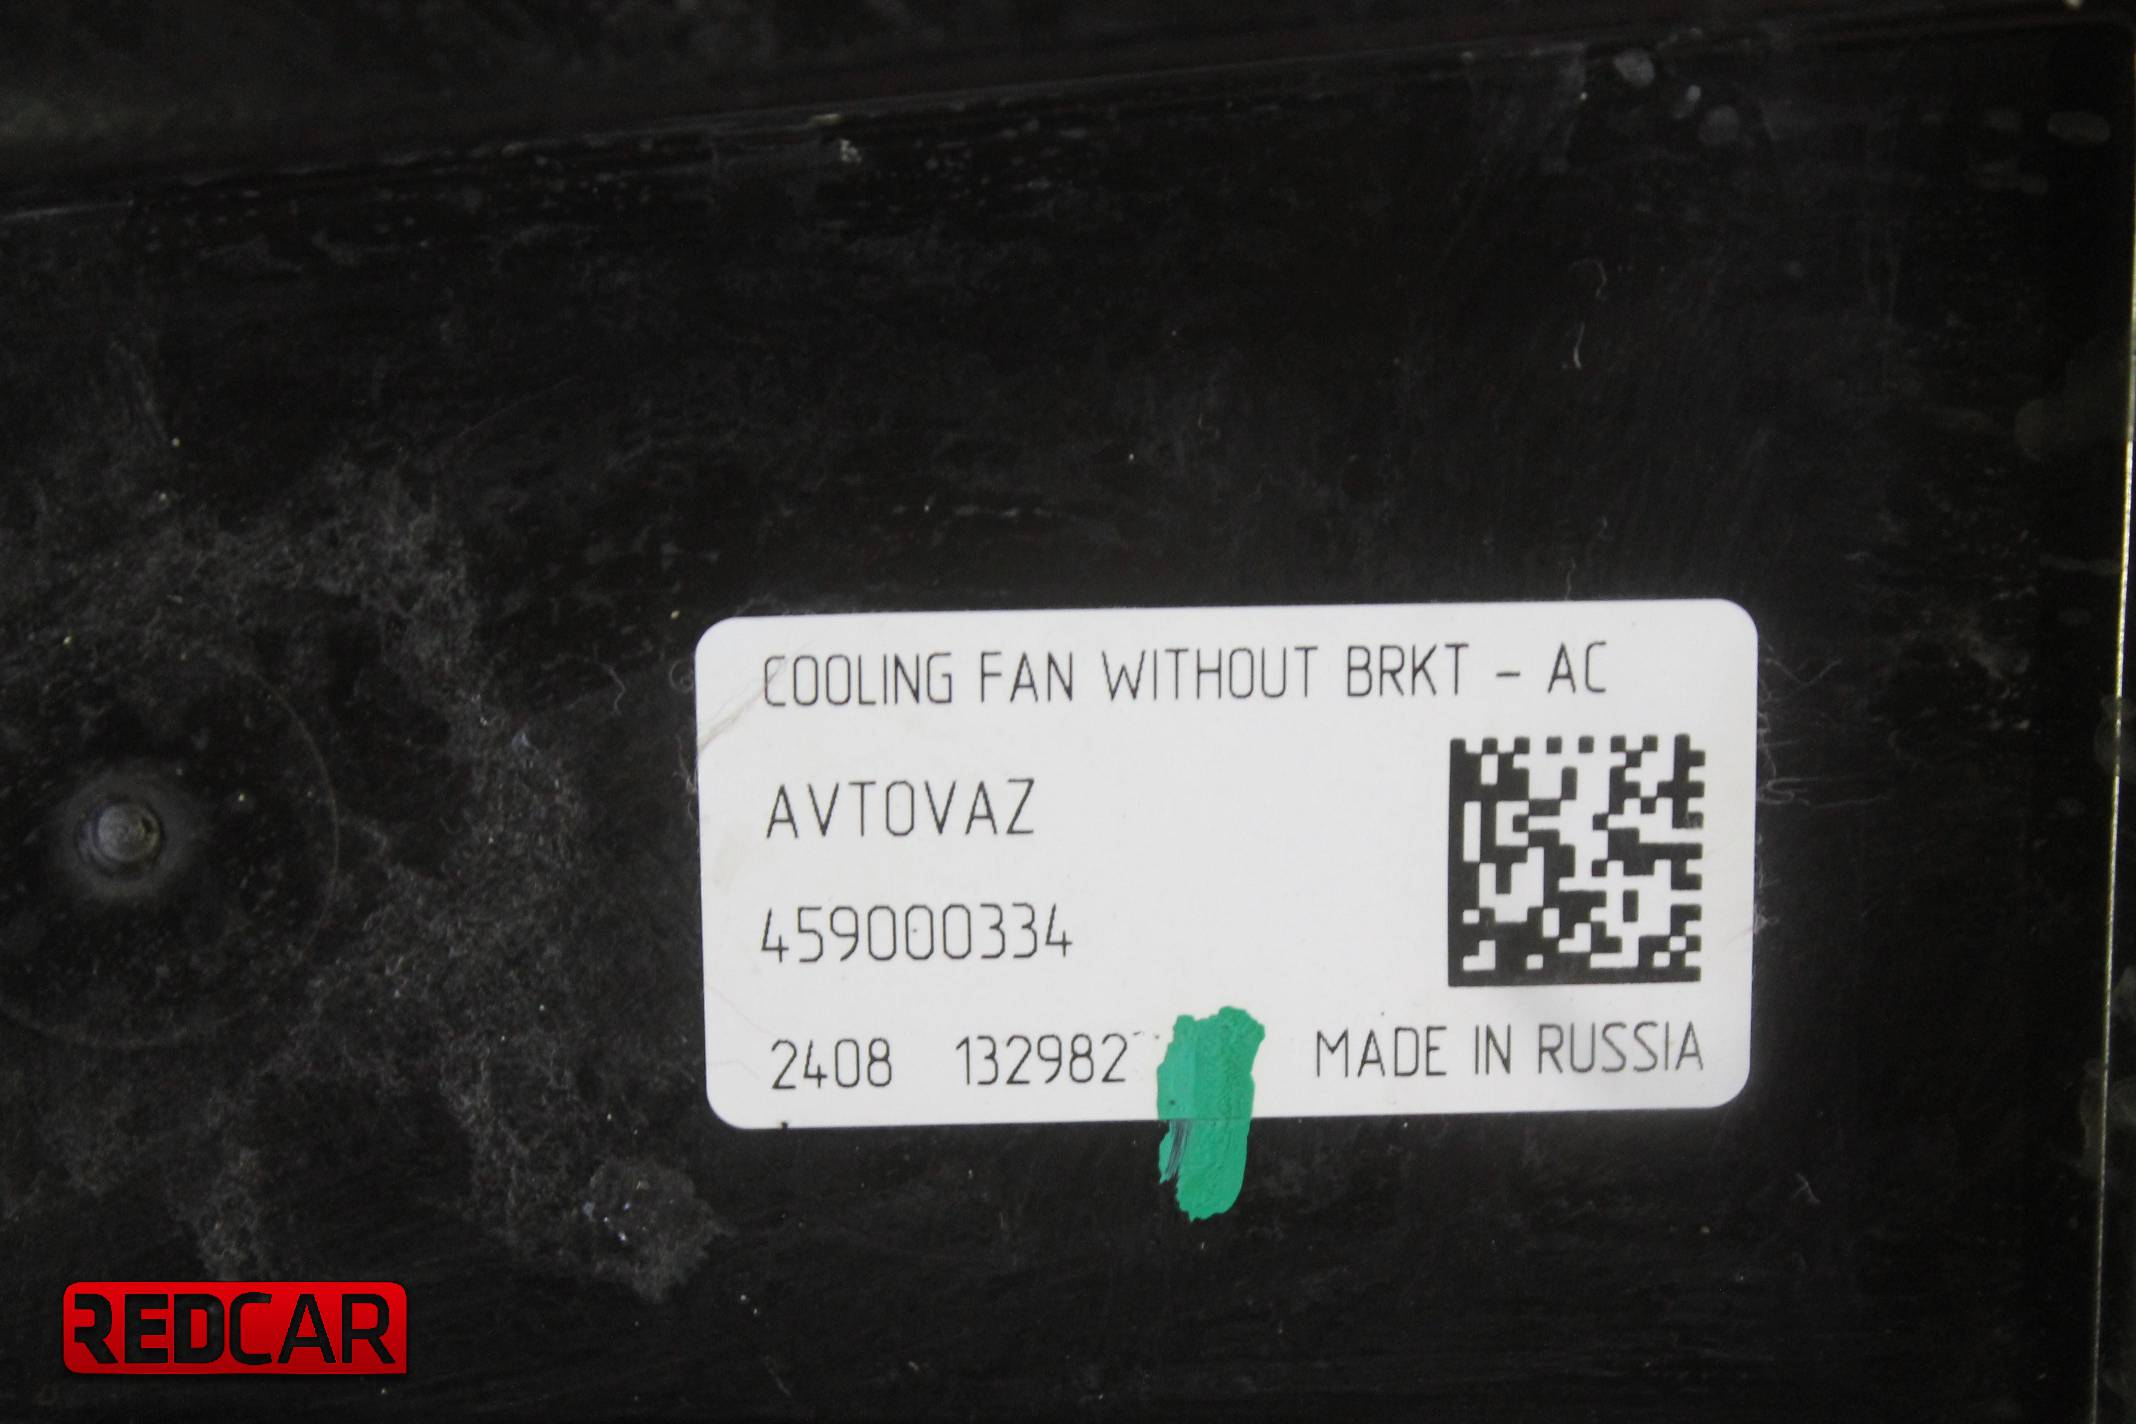 COOLING FAN WITHOUT BRKT - AC
AVTOVAZ
459000334
2408 132982 MADE IN RUSSIA
REDCAR